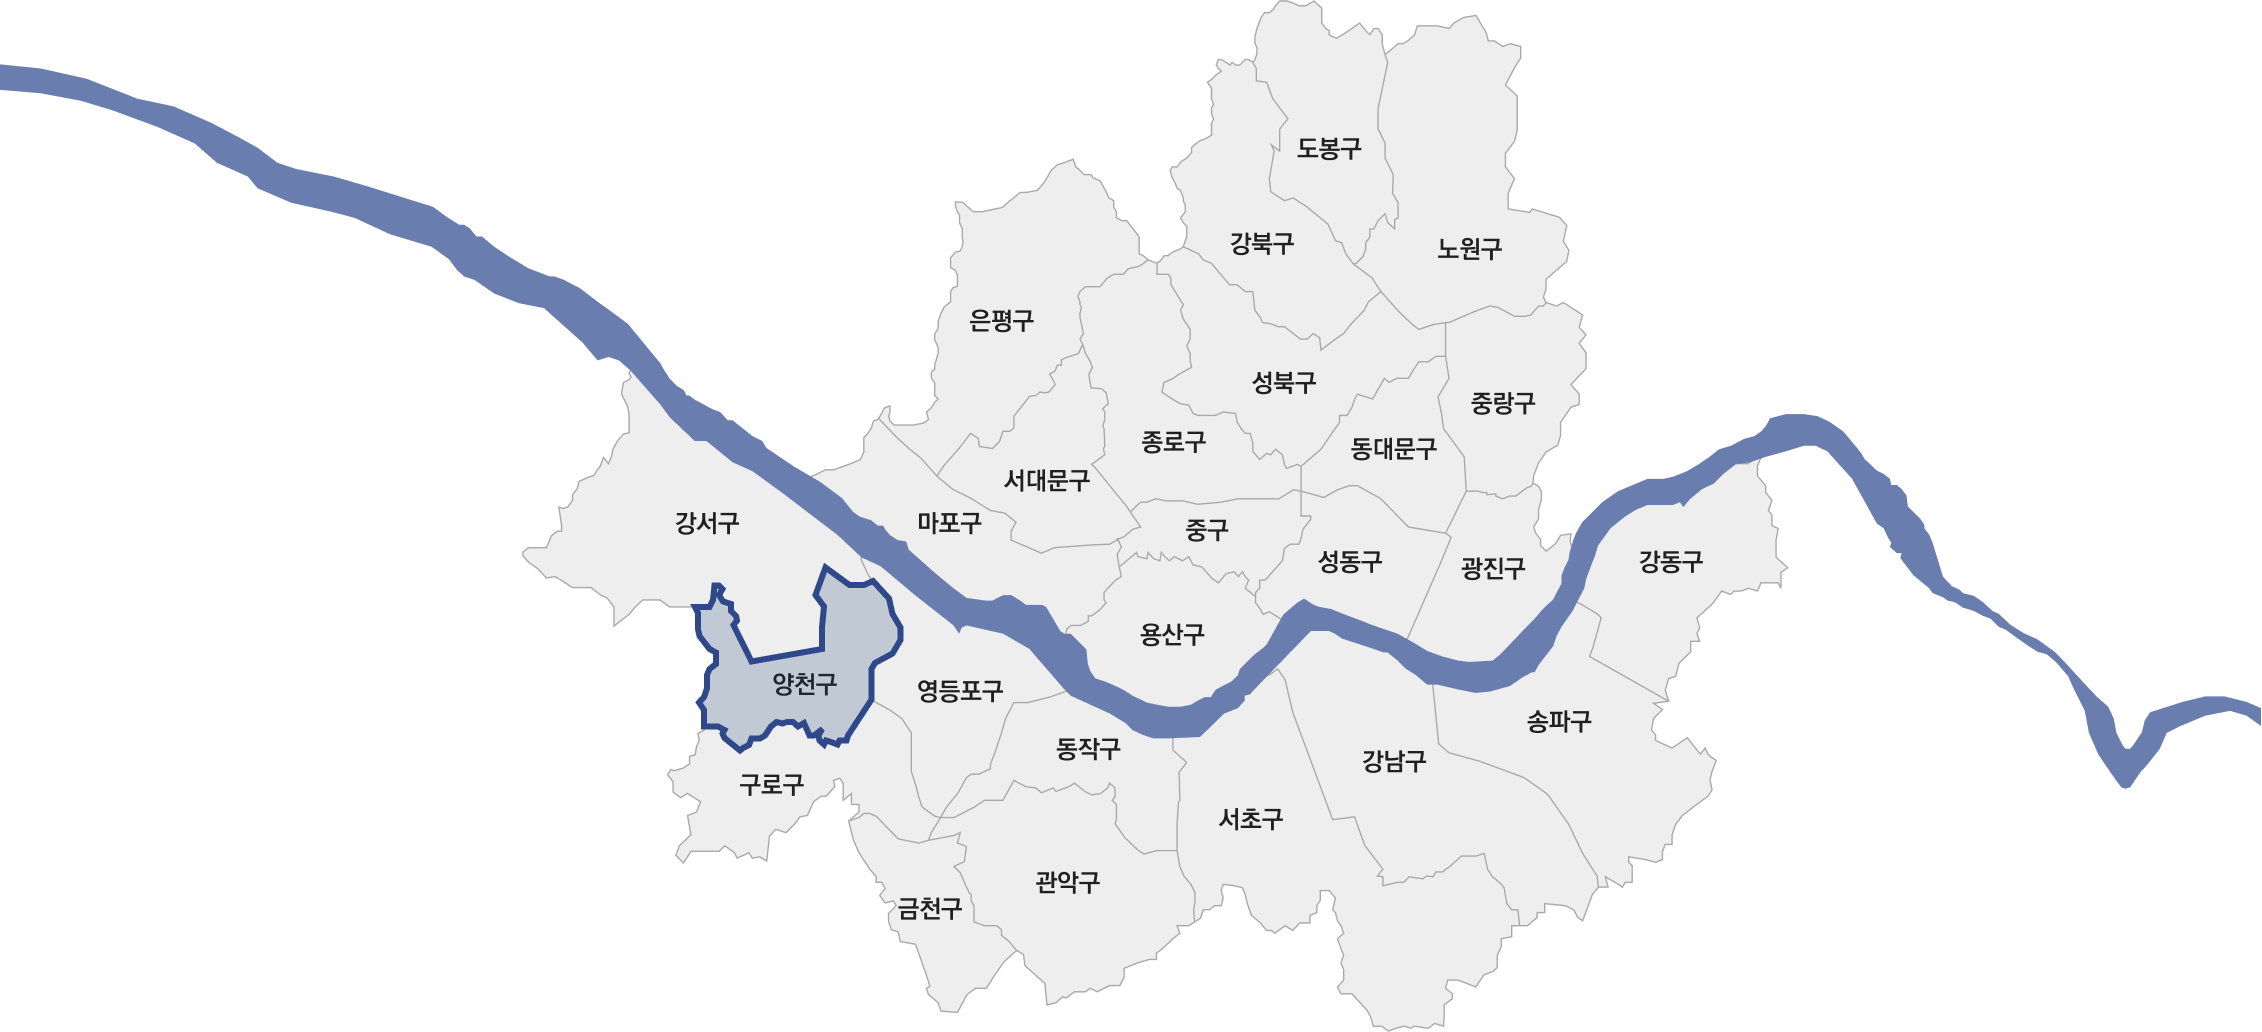 도봉구
강북구
노원구
은평구
성북구
중랑구
종로구
동대문구
서대문구
강서구
마포구
중구
성동구
광진구
강동구
용산구
양천구
영등포구
송파구
동작구
강남구
구로구
서초구
관악구
금천구